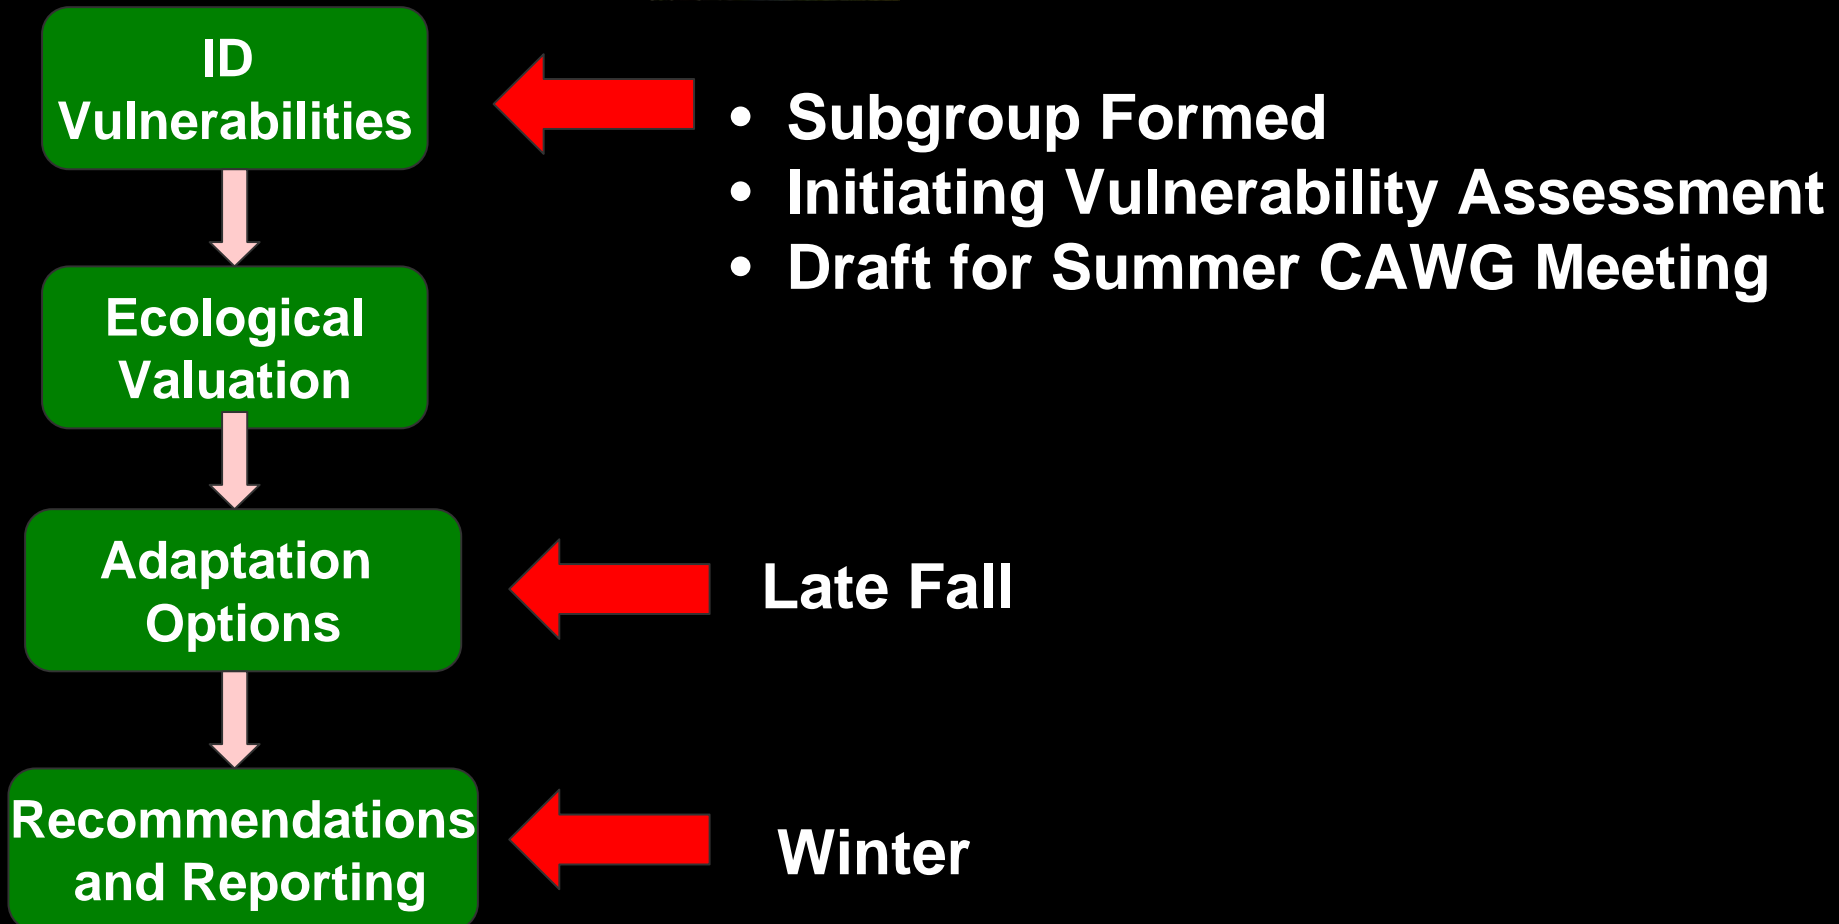 ID
Vulnerabilities
• Subgroup Formed
• Initiating Vulnerability Assessment
• Draft for Summer CAWG Meeting
Ecological
Valuation
Adaptation
Options
Late Fall
Recommendations
and Reporting
Winter